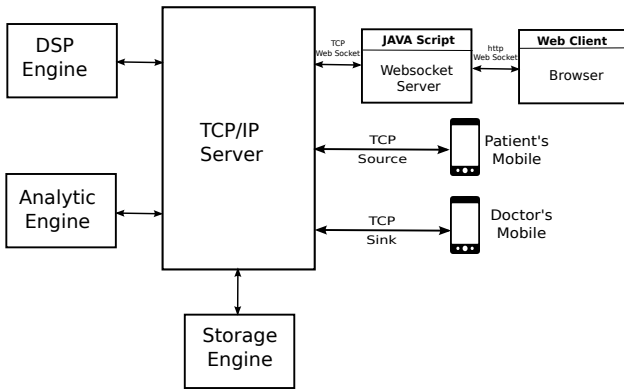 DSP
Engine
TCP/IP
Server
TCP
Web Socket
JAVA Script
Websocket
Server
http
Web Socket
Web Client
Browser
TCP
Source
Patient's
Mobile
Analytic
Engine
TCP
Sink
Doctor's
Mobile
Storage
Engine